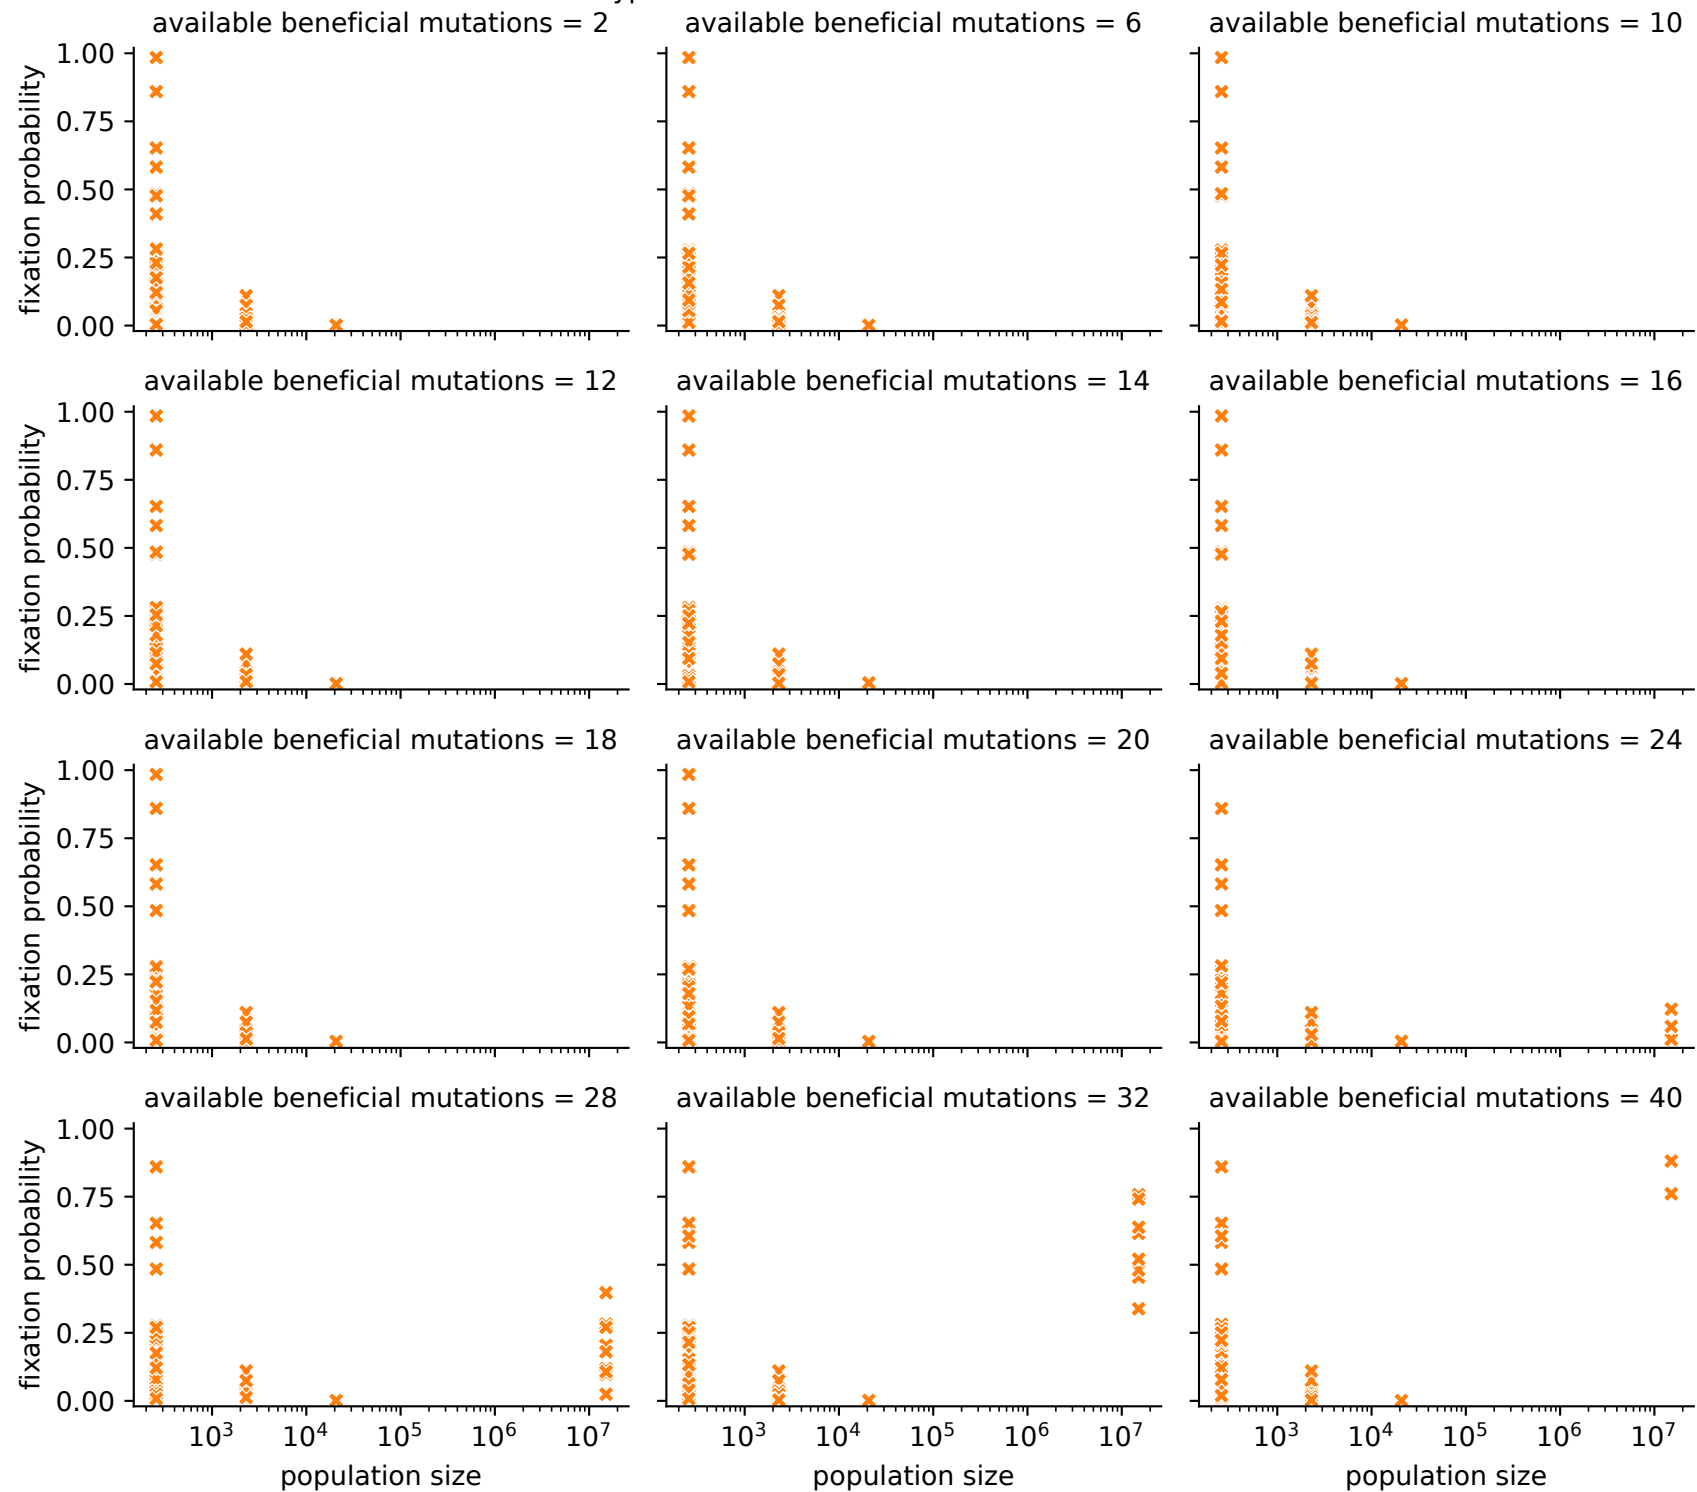 available beneficial mutations = 2 available beneficial mutations = 6 available beneficial mutations = 10
fixation probability
1.00
0.75
0.50
0.25
0.00
available beneficial mutations = 12 available beneficial mutations = 14 available beneficial mutations = 16
fixation probability
1.00
0.75
0.50
0.25
0.00
available beneficial mutations = 18 available beneficial mutations = 20 available beneficial mutations = 24
fixation probability
1.00
0.75
0.50
0.25
0.00
available beneficial mutations = 28 available beneficial mutations = 32 available beneficial mutations = 40
fixation probability
1.00
0.75
0.50
0.25
0.00
10³ 10⁴ 10⁵ 10⁶ 10⁷ 10³ 10⁴ 10⁵ 10⁶ 10⁷ 10³ 10⁴ 10⁵ 10⁶ 10⁷
population size population size population size